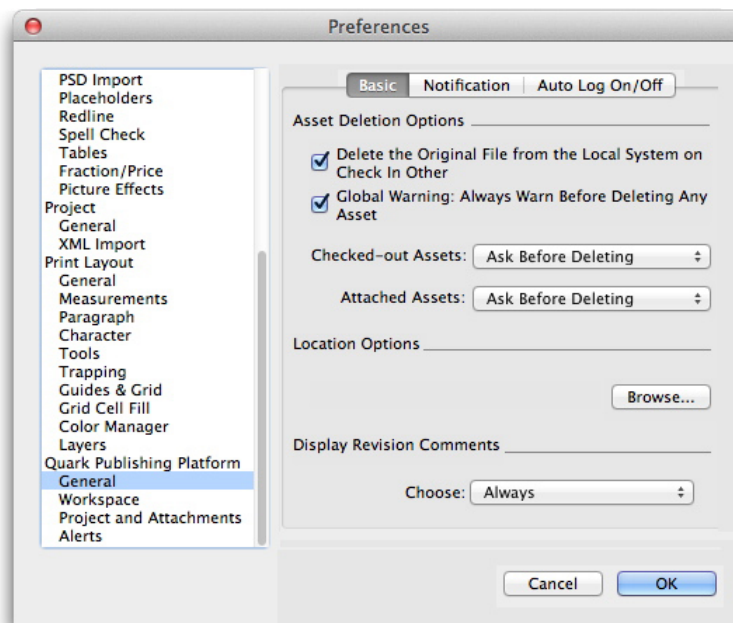 Preferences
PSD Import
Placeholders
Redline
Spell Check
Tables
Fraction/Price
Picture Effects
Project
General
XML Import
Print Layout
General
Measurements
Paragraph
Character
Tools
Trapping
Guides & Grid
Grid Cell Fill
Color Manager
Layers
Quark Publishing Platform
General
Workspace
Project and Attachments
Alerts
Basic Notification Auto Log On/Off
Asset Deletion Options
Delete the Original File from the Local System on
Check In Other
Global Warning: Always Warn Before Deleting Any
Asset
Checked-out Assets: Ask Before Deleting
Attached Assets: Ask Before Deleting
Location Options
Browse...
Display Revision Comments
Choose: Always
Cancel OK